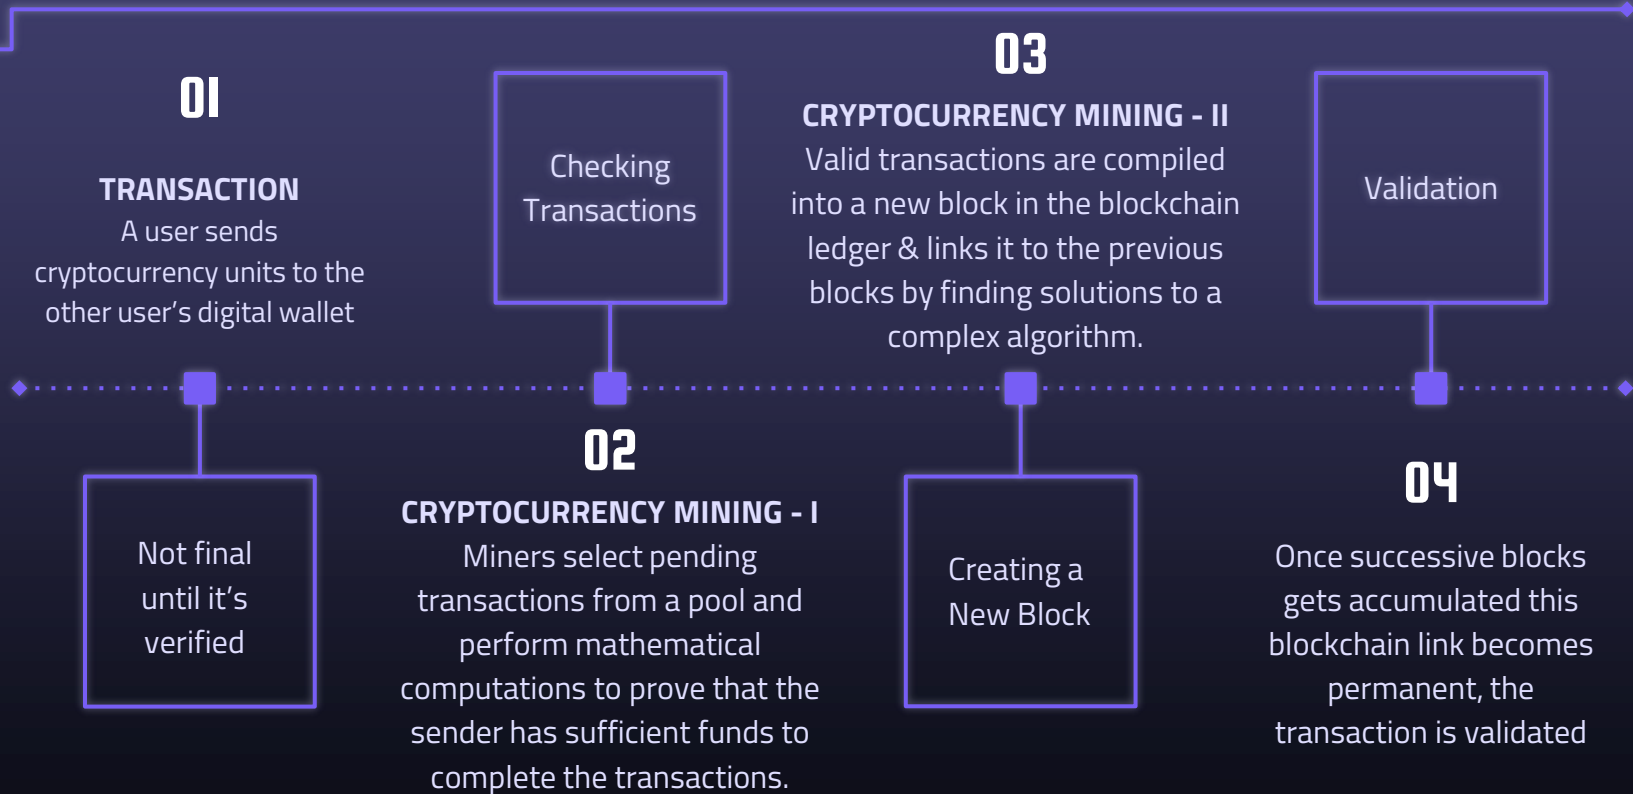 01
TRANSACTION
A user sends
cryptocurrency units to the
other user's digital wallet
Not final
until it's
verified
Checking
Transactions
02
CRYPTOCURRENCY MINING - I
Miners select pending
transactions from a pool and
perform mathematical
computations to prove that the
sender has sufficient funds to
complete the transactions.
03
CRYPTOCURRENCY MINING - II
Valid transactions are compiled
into a new block in the blockchain
ledger & links it to the previous
blocks by finding solutions to a
complex algorithm.
Creating a
New Block
Validation
04
Once successive blocks
gets accumulated this
blockchain link becomes
permanent, the
transaction is validated